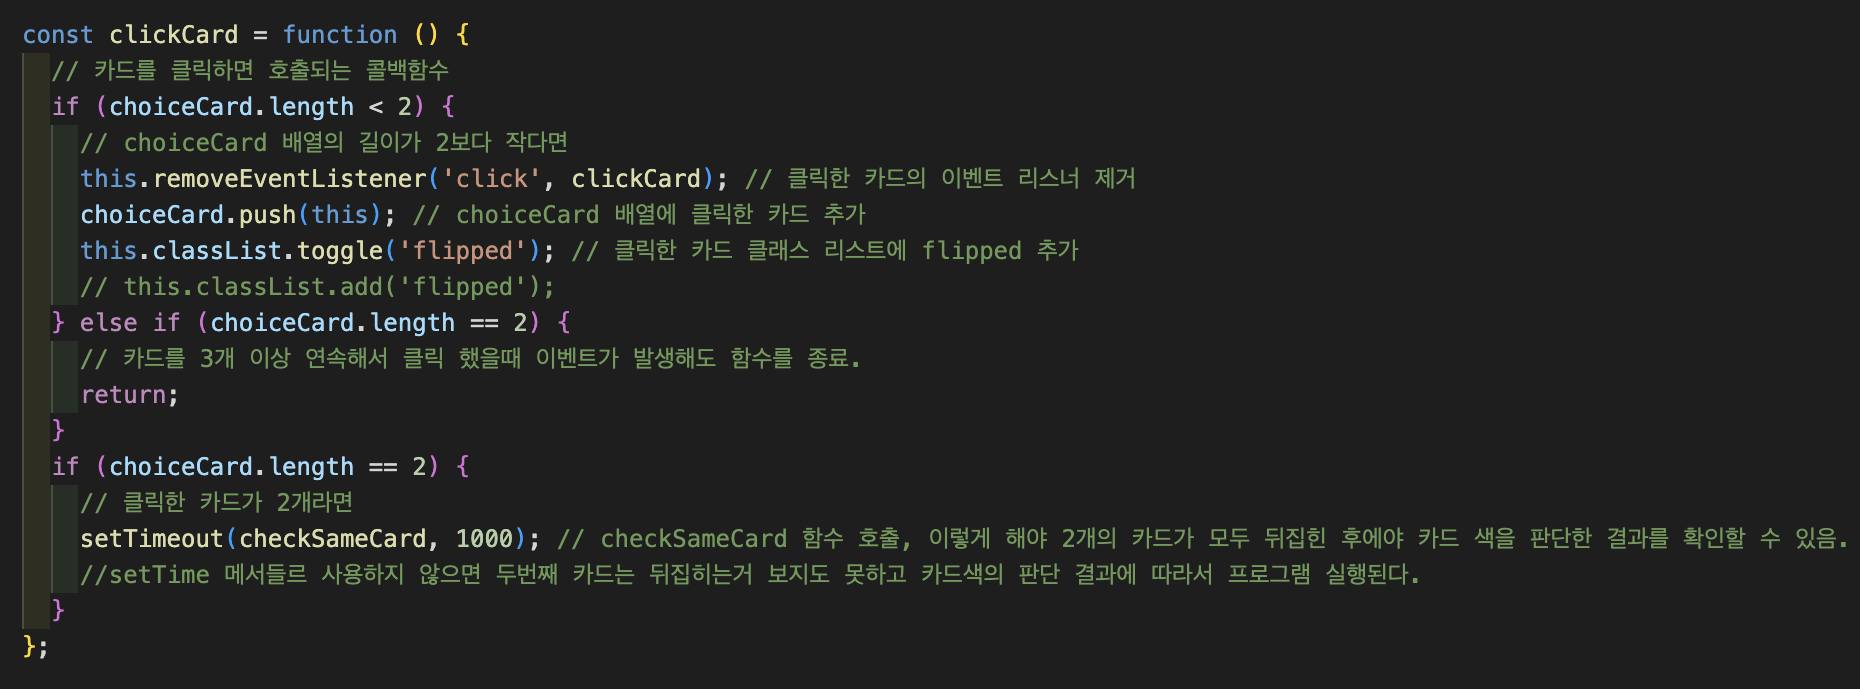 const clickCard = function () {
// 카드를 클릭하면 호출되는 콜백함수
if (choiceCard.length < 2) {
// choiceCard 배열의 길이가 2보다 작다면
this.removeEventListener('click', clickCard); // 클릭한 카드의 이벤트 리스너 제거
choiceCard.push(this); // choiceCard 배열에 클릭한 카드 추가
this.classList.toggle('flipped'); // 클릭한 카드 클래스 리스트에 flipped 추가
// this.classList.add('flipped');
} else if (choiceCard.length == 2) {
// 카드를 3개 이상 연속해서 클릭 했을때 이벤트가 발생해도 함수를 종료.
return;
}
if (choiceCard.length == 2) {
// 클릭한 카드가 2개라면
setTimeout(checkSameCard, 1000); // checkSameCard 함수 호출, 이렇게 해야 2개의 카드가 모두 뒤집힌 후에야 카드 색을 판단한 결과를 확인할 수 있음.
//setTime 메서들르 사용하지 않으면 두번째 카드는 뒤집히는거 보지도 못하고 카드색의 판단 결과에 따라서 프로그램 실행된다.
}
};